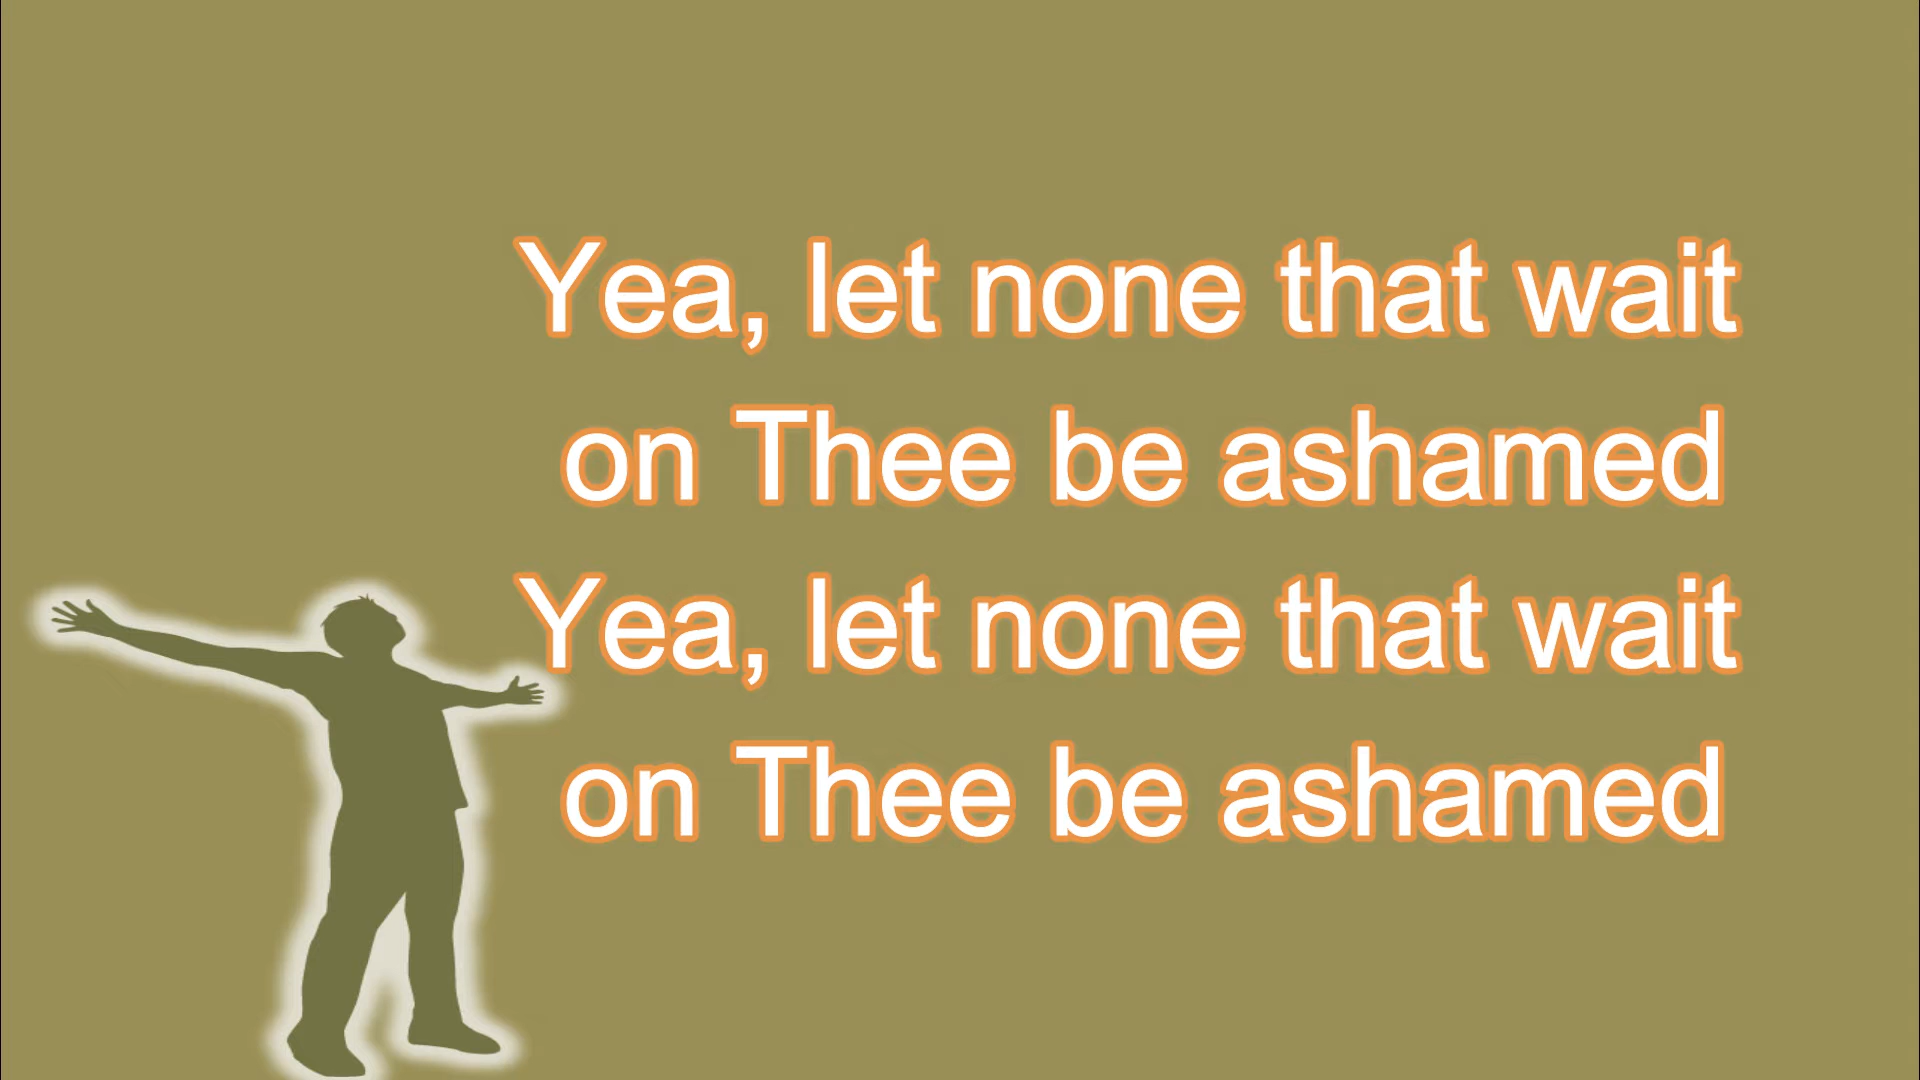 Yea, let none that wait
on Thee be ashamed
Yea, let none that wait
on Thee be ashamed